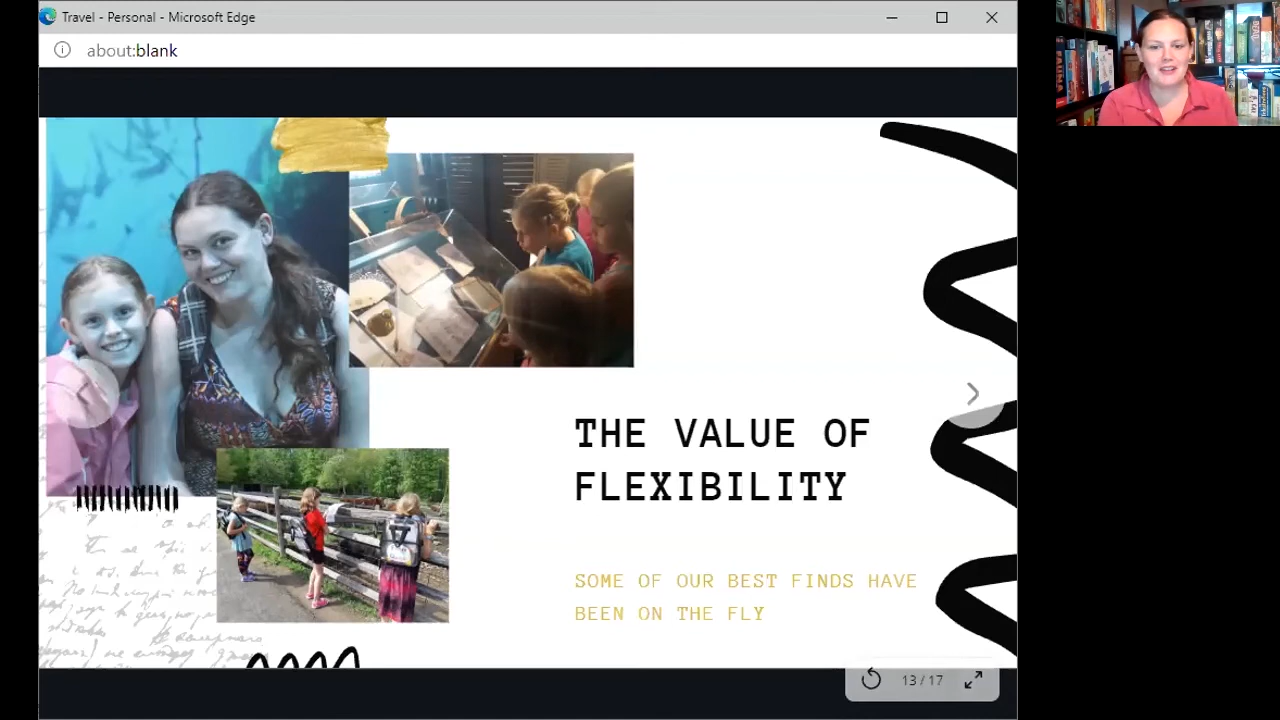 Travel - Personal - Microsoft Edge
about:blank
THE VALUE OF
FLEXIBILITY
SOME OF OUR BEST FINDS HAVE
BEEN ON THE FLY
13 / 17